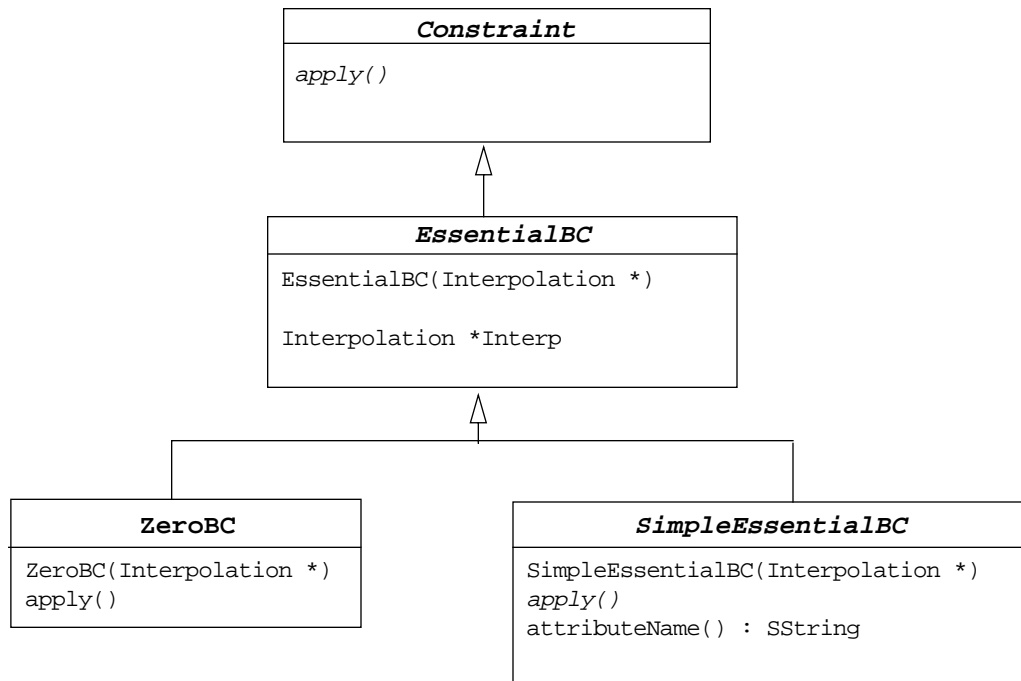 Constraint
apply()
EssentialBC
EssentialBC(Interpolation *)
Interpolation *Interp
ZeroBC
ZeroBC(Interpolation *)
apply()
SimpleEssentialBC
SimpleEssentialBC(Interpolation *)
apply()
attributeName() : SString